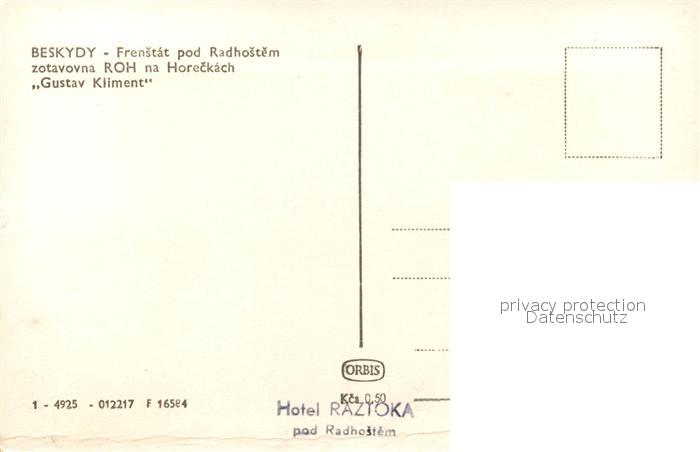 BESKYDY - Frenštát pod Radhoštěm
zotavovna ROH na Horečkách
„Gustav Kliment“
privacy protection
Datenschutz
ORBIS
Kčs 0,50
1 - 4925 - 012217 F 16584
Hotel RAZTOKA
pod Radhoštěm